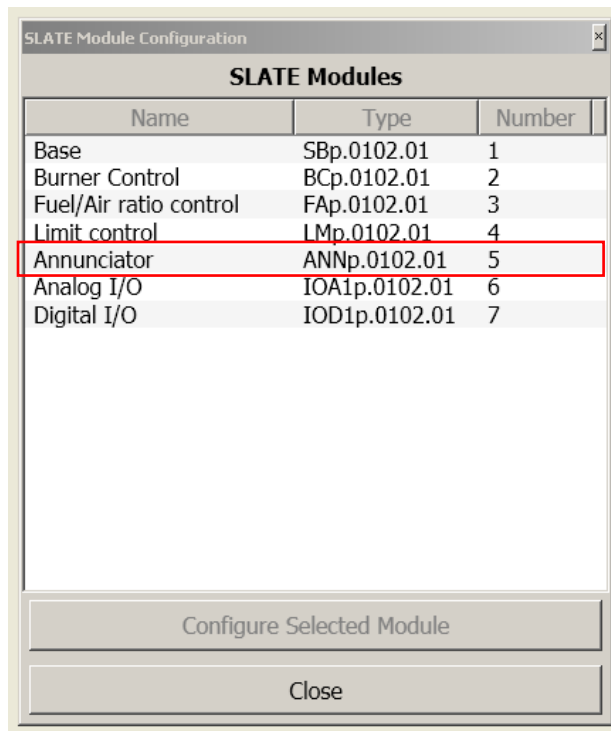 SLATE Module Configuration
SLATE Modules
Name Type Number
Base SBp.0102.01 1
Burner Control BCp.0102.01 2
Fuel/Air ratio control FAp.0102.01 3
Limit control LMp.0102.01 4
Annunciator ANNp.0102.01 5
Analog I/O IOA1p.0102.01 6
Digital I/O IOD1p.0102.01 7
Configure Selected Module
Close